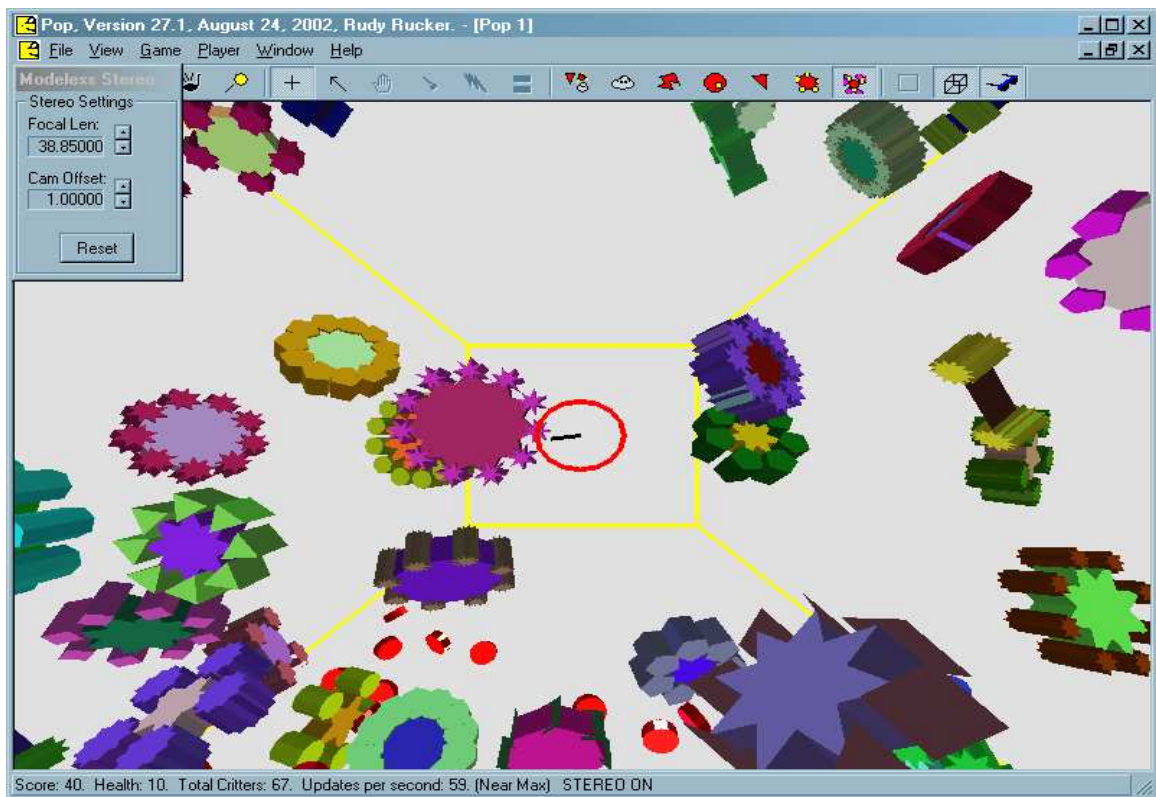 Pop, Version 27.1, August 24, 2002, Rudy Rucker. - [Pop 1]
File View Game Player Window Help
Modeless Stereo
Stereo Settings
Focal Len:
38.85000
Cam Offset:
1.00000
Reset
Score: 40. Health: 10. Total Critters: 67. Updates per second: 59. (Near Max) STEREO ON